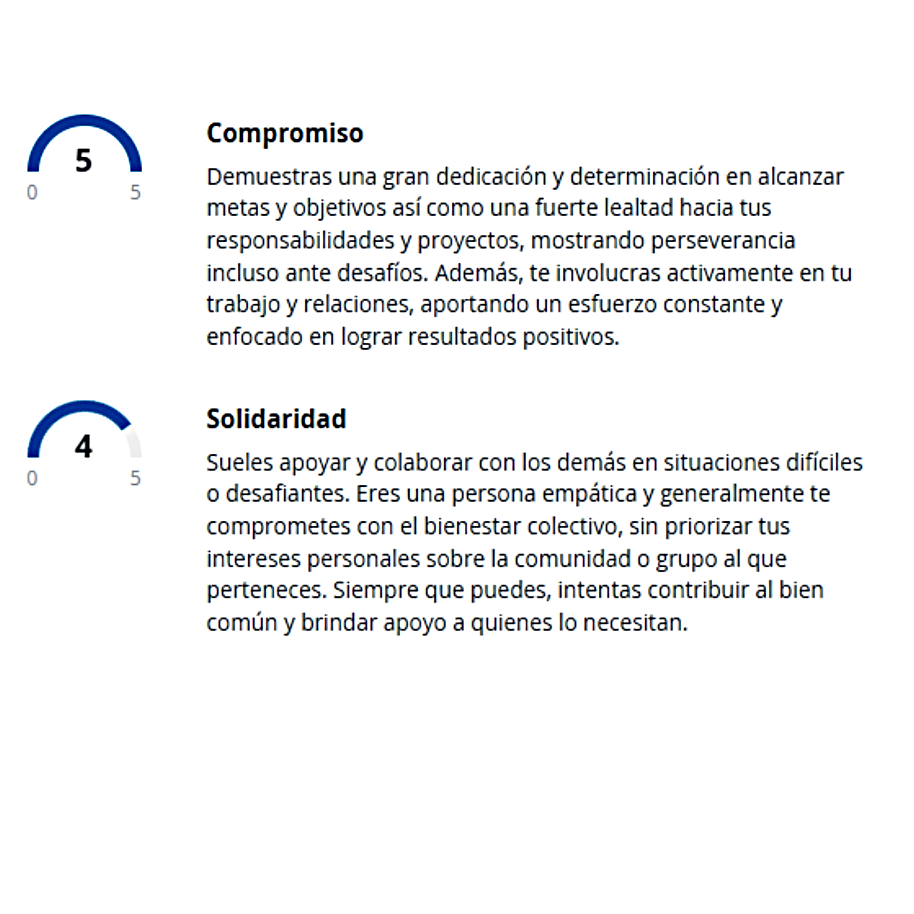 Compromiso
5
0 5
Demuestras una gran dedicación y determinación en alcanzar
metas y objetivos así como una fuerte lealtad hacia tus
responsabilidades y proyectos, mostrando perseverancia
incluso ante desafíos. Además, te involucras activamente en tu
trabajo y relaciones, aportando un esfuerzo constante y
enfocado en lograr resultados positivos.
Solidaridad
4
0 5
Sueles apoyar y colaborar con los demás en situaciones difíciles
o desafiantes. Eres una persona empática y generalmente te
comprometes con el bienestar colectivo, sin priorizar tus
intereses personales sobre la comunidad o grupo al que
perteneces. Siempre que puedes, intentas contribuir al bien
común y brindar apoyo a quienes lo necesitan.